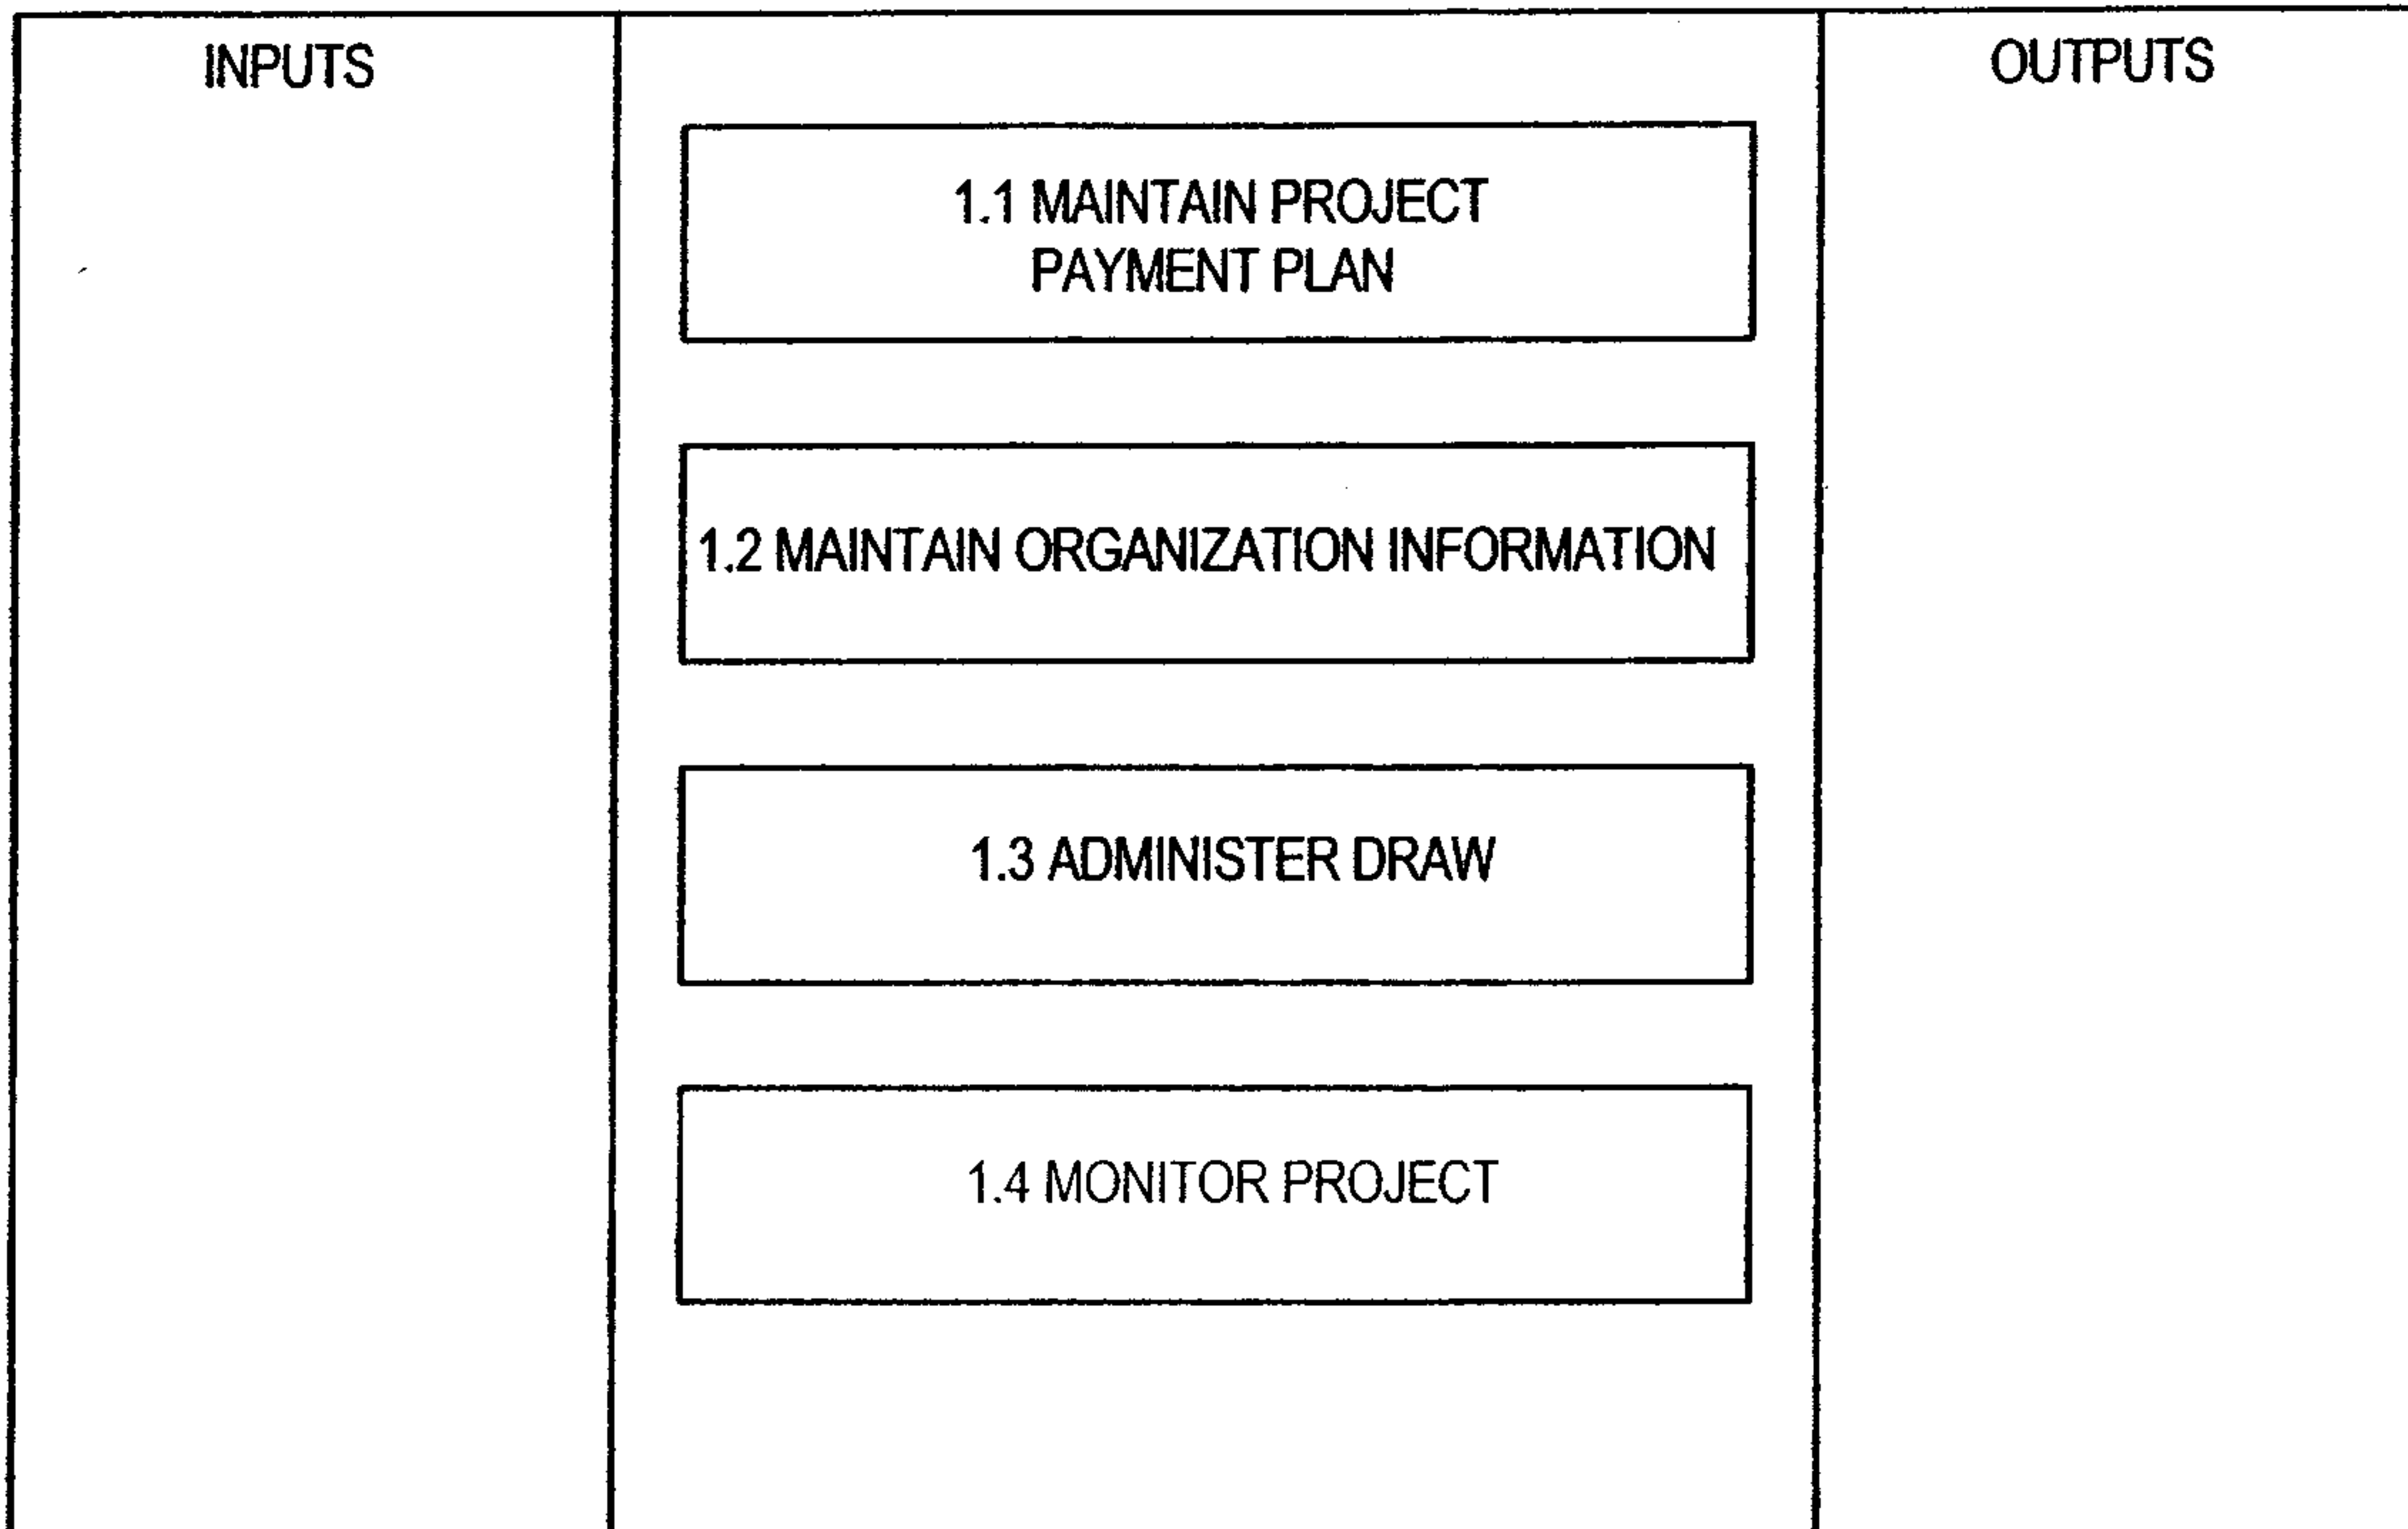 INPUTS
OUTPUTS
1.1 MAINTAIN PROJECT
PAYMENT PLAN
1.2 MAINTAIN ORGANIZATION INFORMATION
1.3 ADMINISTER DRAW
1.4 MONITOR PROJECT